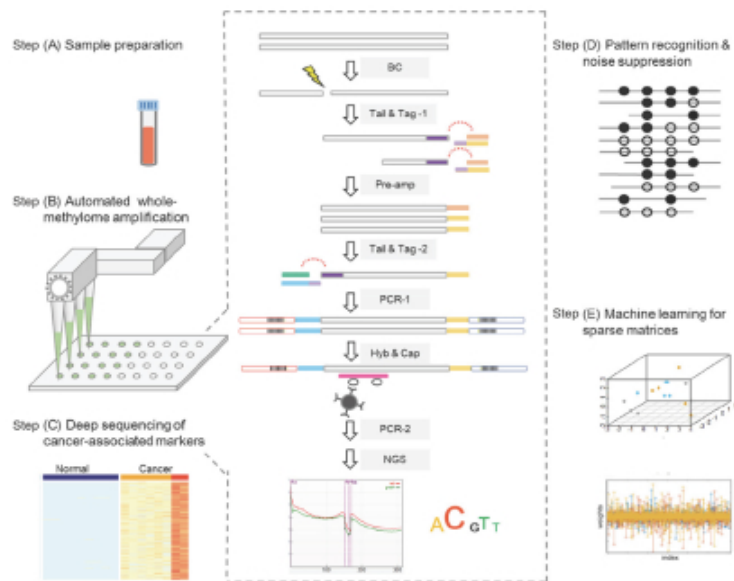 Step (A) Sample preparation
Step (B) Automated whole-
methylome amplification
Step (C) Deep sequencing of
cancer-associated markers
Normal
Cancer
BC
Tail & Tag -1
Pre-amp
Tail & Tag -2
PCR-1
Hyb & Cap
PCR-2
NGS
A C G T T
Step (D) Pattern recognition &
noise suppression
Step (E) Machine learning for
sparse matrices
weights
index